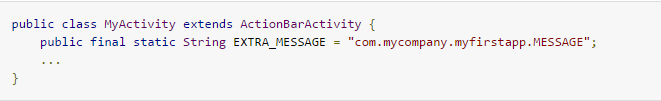 public class MyActivity extends ActionBarActivity {
    public final static String EXTRA_MESSAGE = "com.mycompany.myfirstapp.MESSAGE";
    ...
}